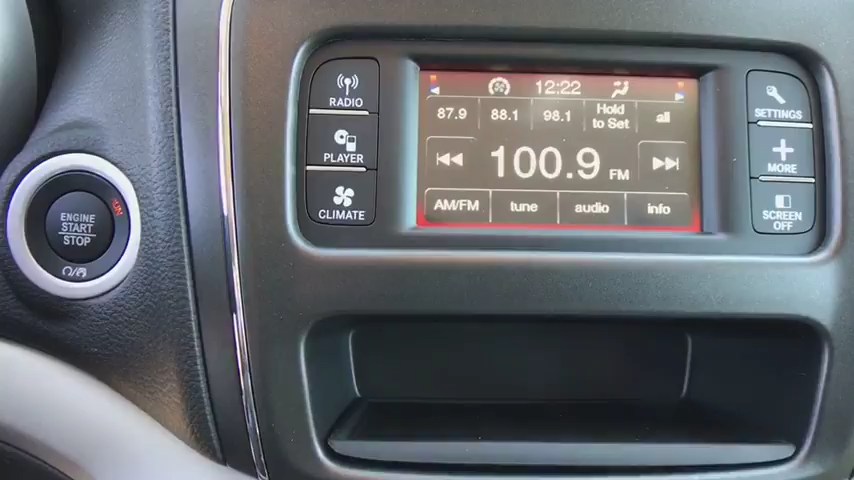 RADIO
PLAYER
CLIMATE
12:22
87.9 88.1 98.1 Hold to Set all
100.9 FM
AM/FM tune audio info
SETTINGS
MORE
SCREEN
OFF
ENGINE
START
STOP
RUN